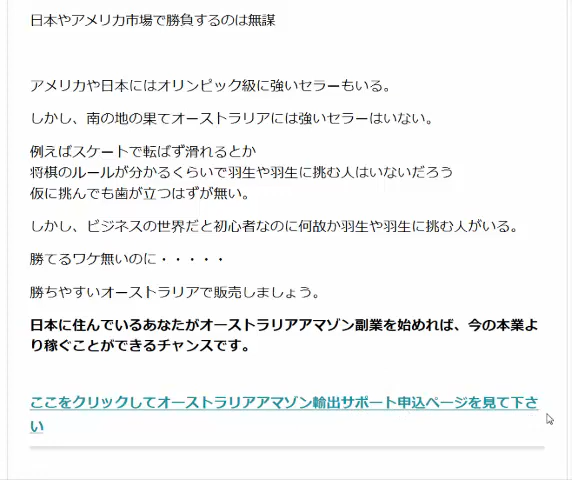 日本やアメリカ市場で勝負するのは無謀
アメリカや日本にはオリンピック級に強いセラーもいる。
しかし、南の地の果てオーストラリアには強いセラーはいない。
例えばスケートで転ばず滑れるとか
将棋のルールが分かるくらいで羽生や羽生に挑む人はいないだろう
仮に挑んでも歯が立つはずが無い。
しかし、ビジネスの世界だと初心者なのに何故か羽生や羽生に挑む人がいる。
勝てるワケ無いのに・・・・・
勝ちやすいオーストラリアで販売しましょう。
日本に住んでいるあなたがオーストラリアアマゾン副業を始めれば、今の本業よ
り稼ぐことができるチャンスです。
ここをクリックしてオーストラリアアマゾン輸出サポート申込ページを見て下さ
い